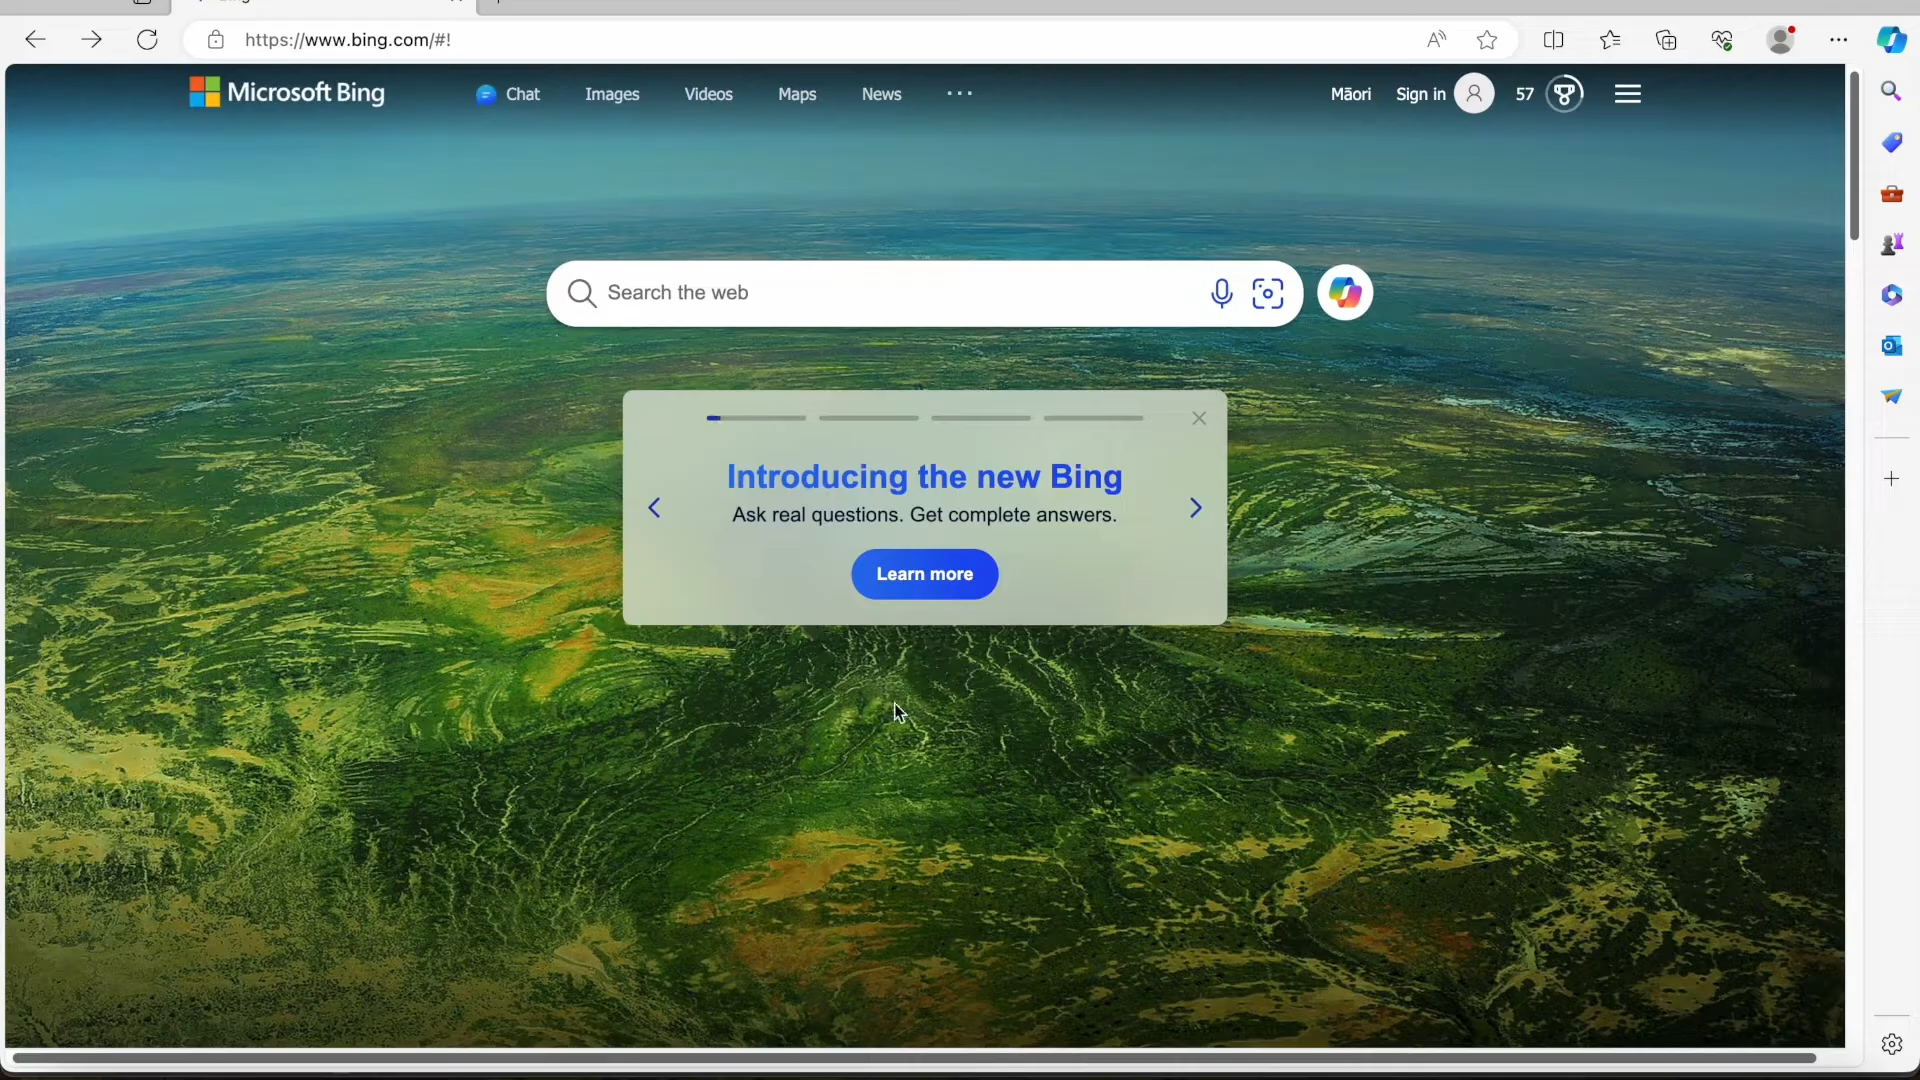 https://www.bing.com/#!
Microsoft Bing
Chat
Images
Videos
Maps
News
Māori
Sign in
57
Search the web
Introducing the new Bing
Ask real questions. Get complete answers.
Learn more